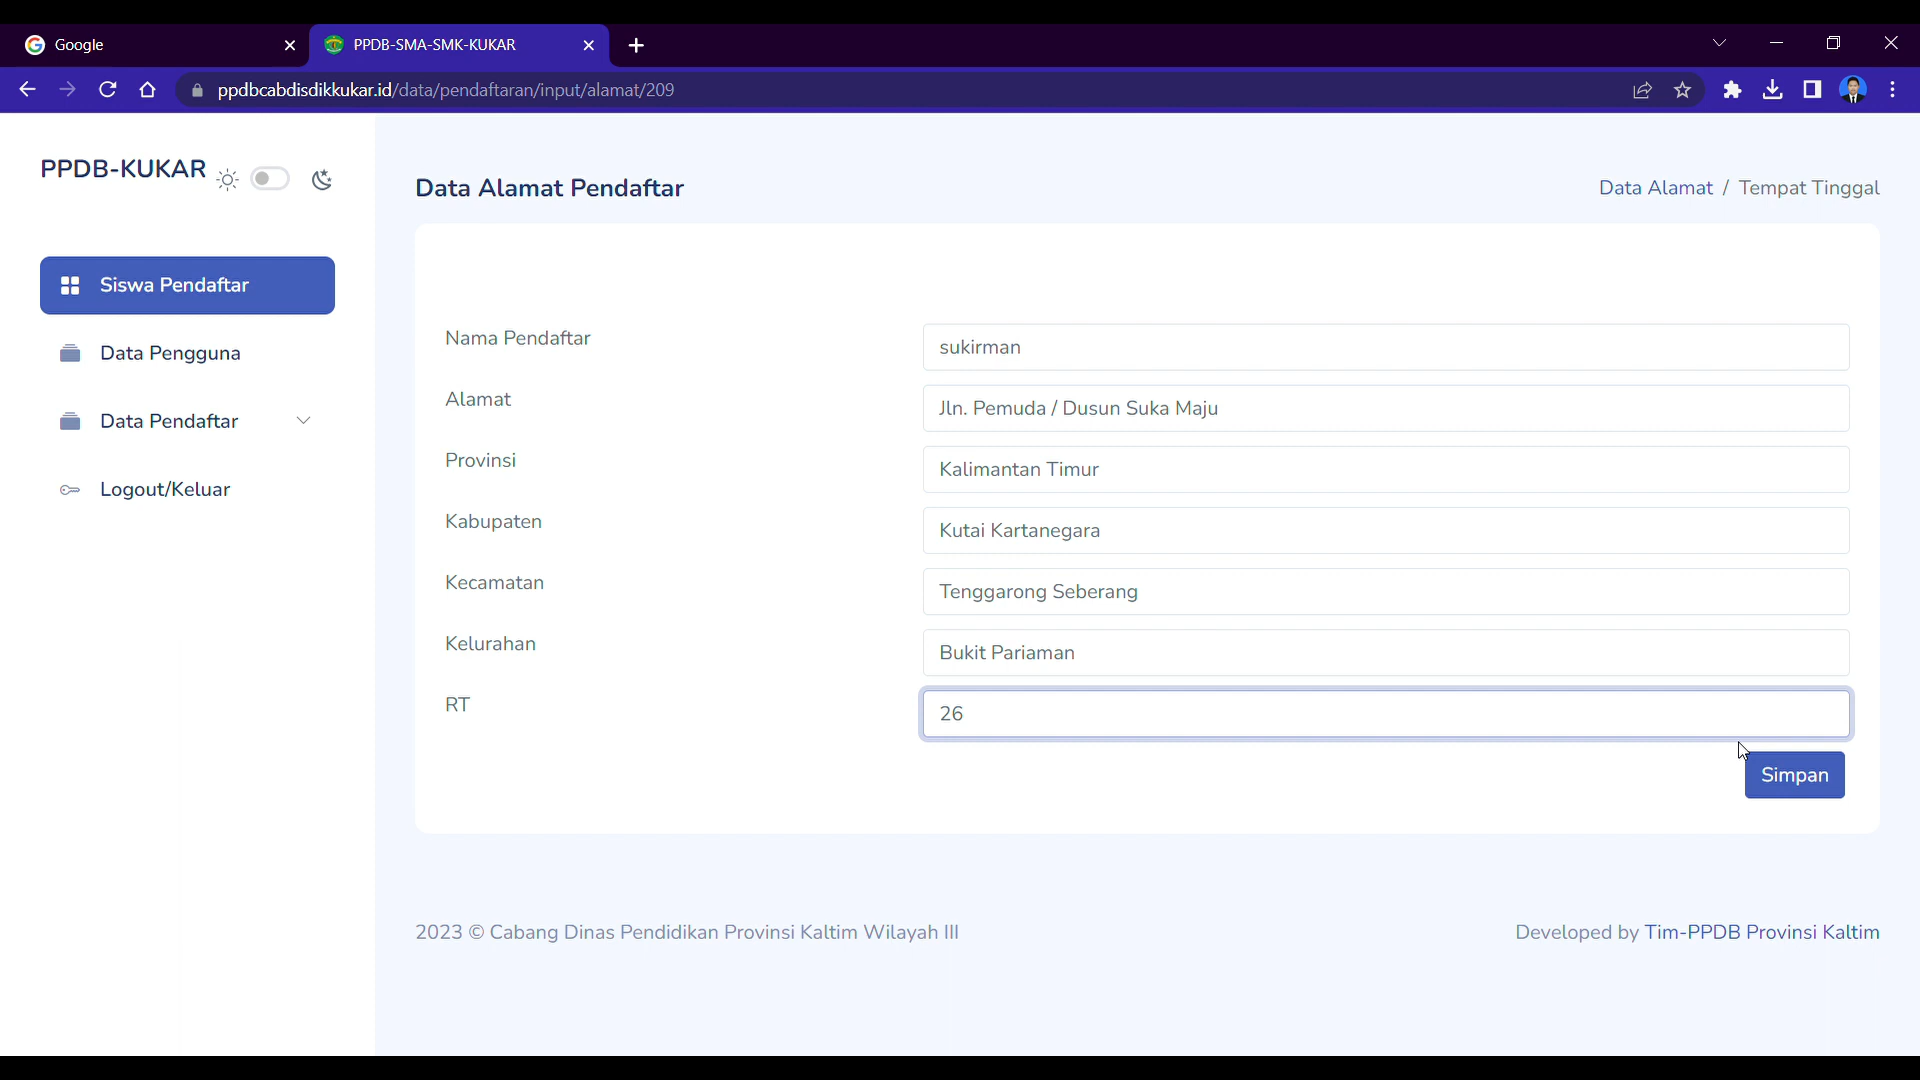 Google
PPDB-SMA-SMK-KUKAR
ppdbcabdisdikkukar.id/data/pendaftaran/input/alamat/209
PPDB-KUKAR
Siswa Pendaftar
Data Pengguna
Data Pendaftar
Logout/Keluar
Data Alamat Pendaftar
Data Alamat / Tempat Tinggal
Nama Pendaftar
sukirman
Alamat
Jln. Pemuda / Dusun Suka Maju
Provinsi
Kalimantan Timur
Kabupaten
Kutai Kartanegara
Kecamatan
Tenggarong Seberang
Kelurahan
Bukit Pariaman
RT
26
Simpan
2023 © Cabang Dinas Pendidikan Provinsi Kaltim Wilayah III
Developed by Tim-PPDB Provinsi Kaltim